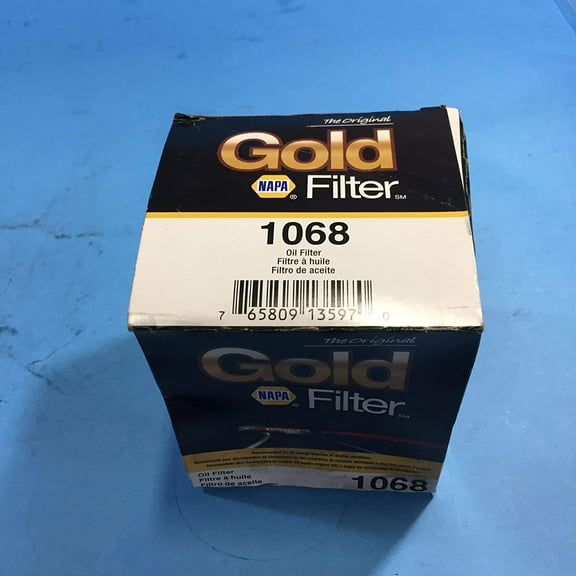 The Original
Gold
NAPA ® Filter SM
1068
Oil Filter
Filtre à huile
Filtro de aceite
7 65809 13597 0
The Original
Gold
NAPA ® Filter SM
Oil Filter
Filtre à huile
Filtro de aceite
1068